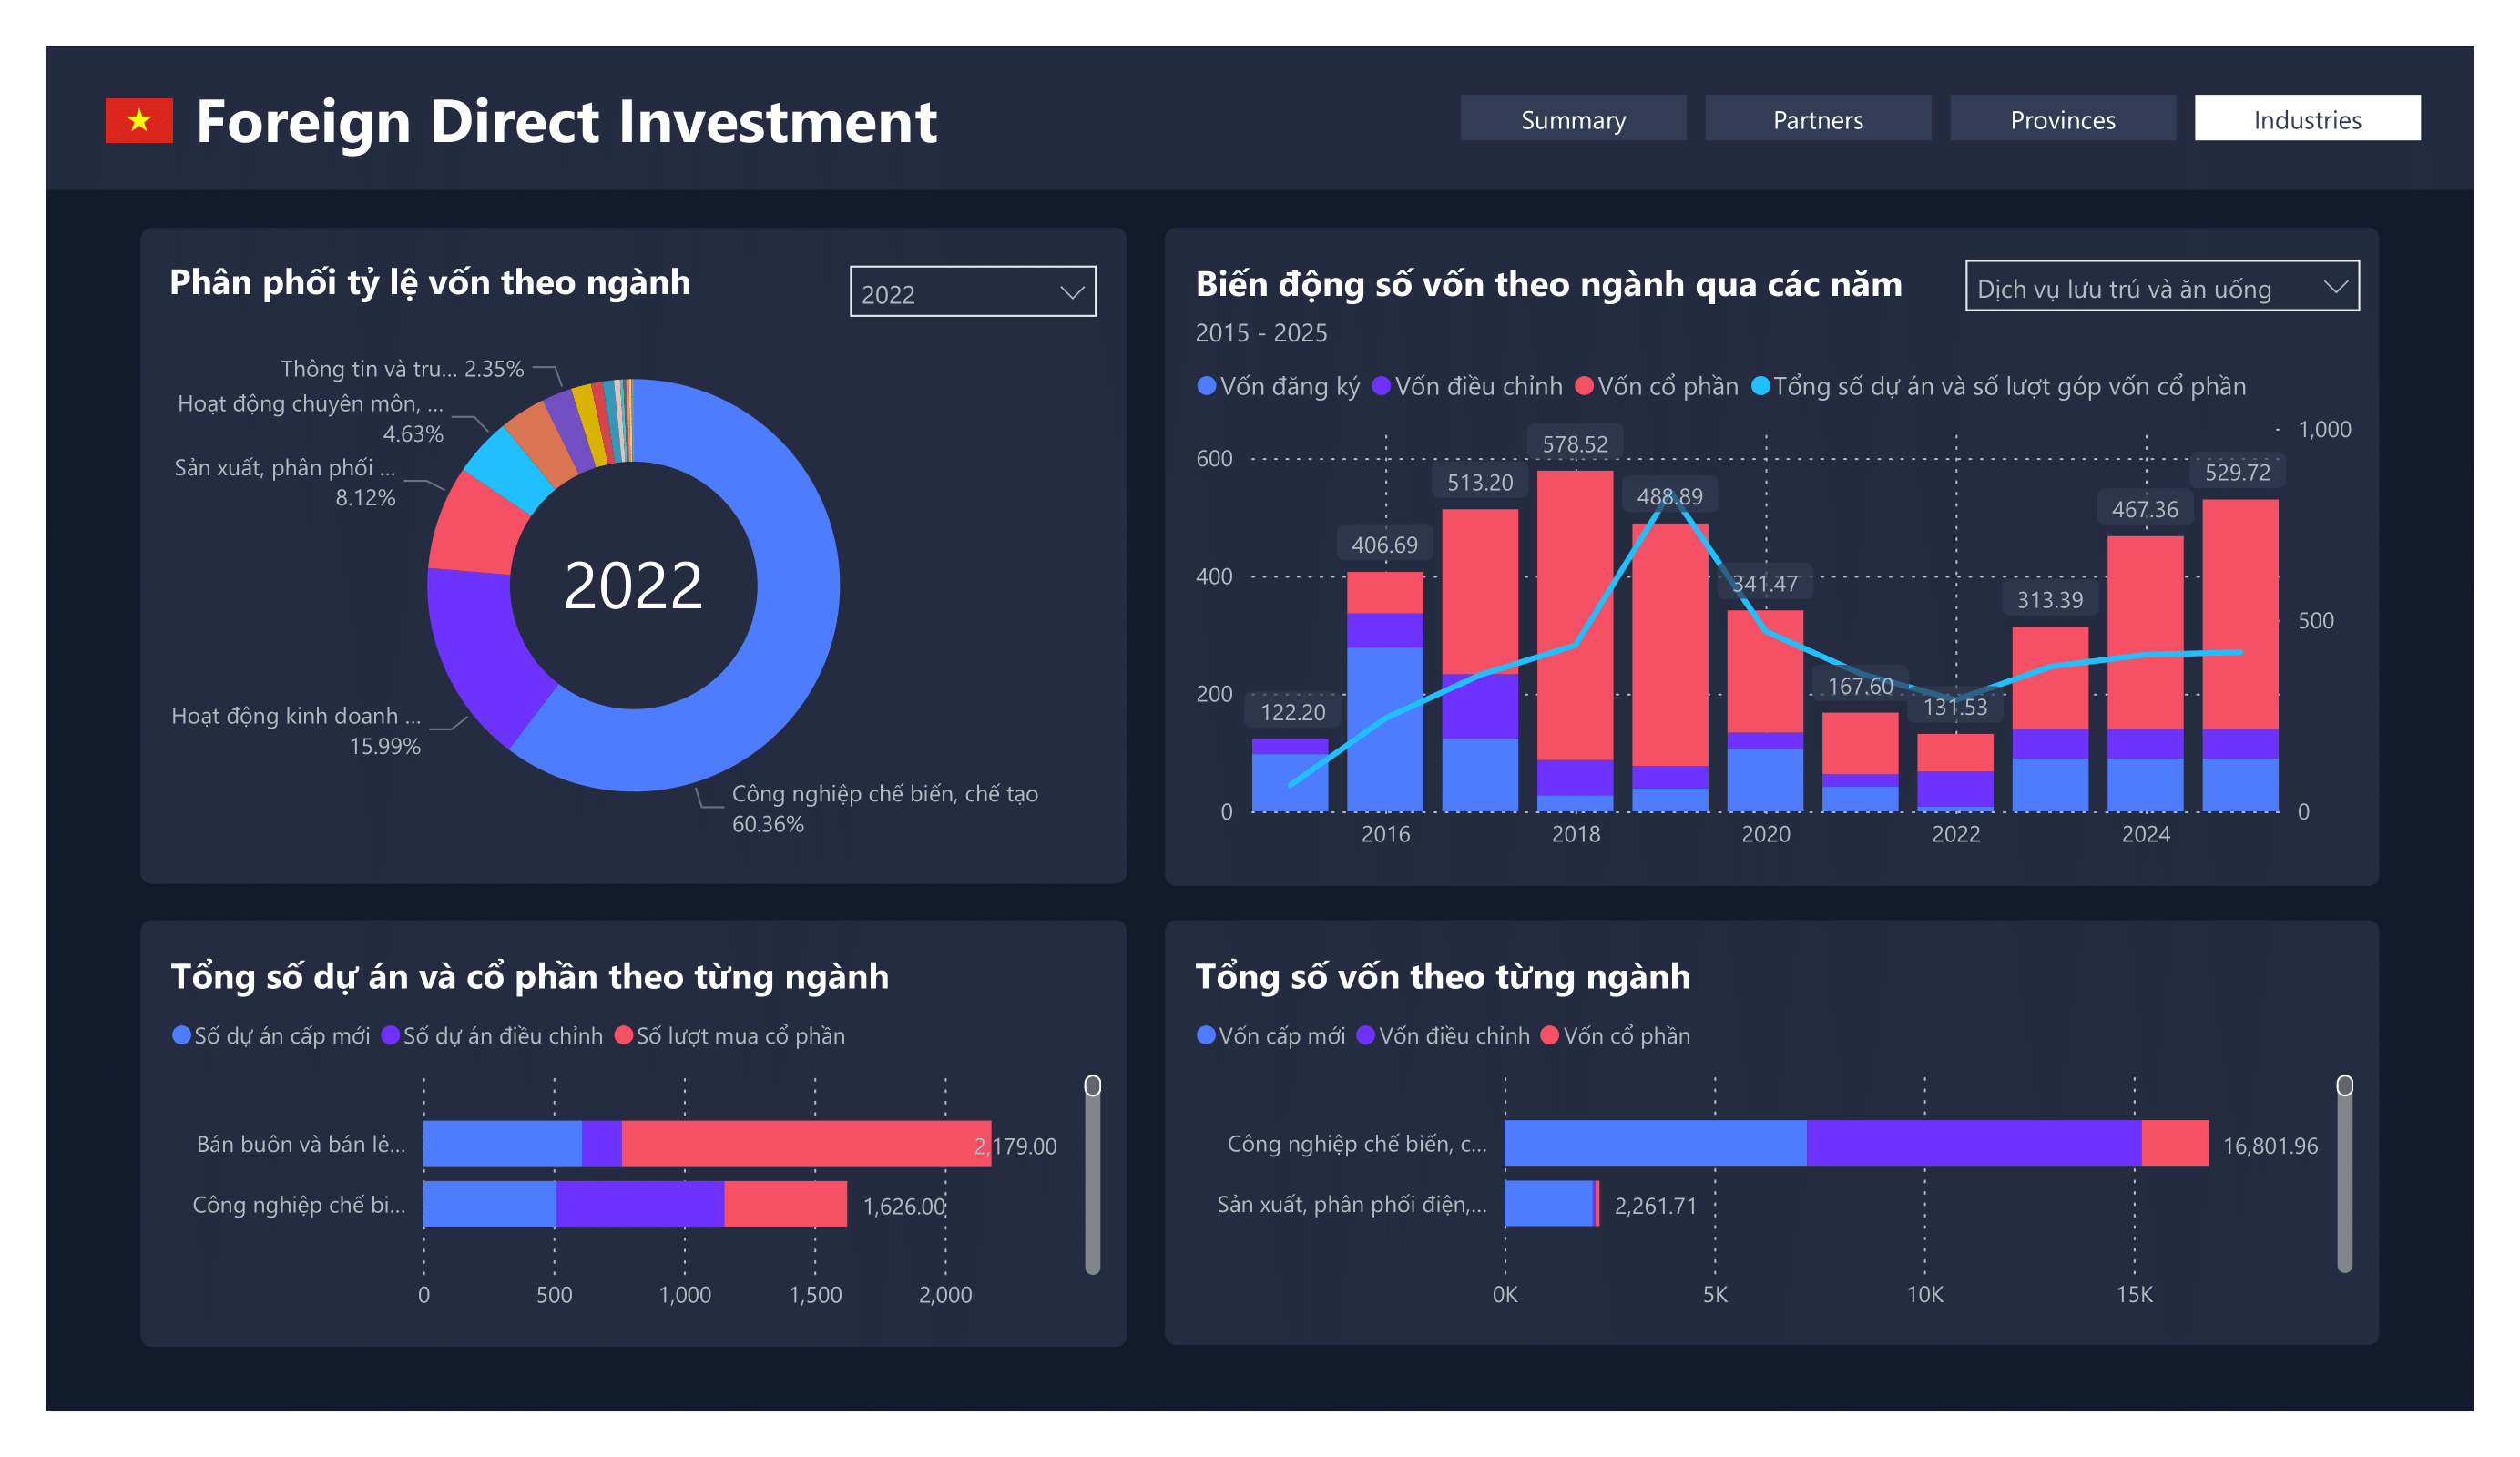 Foreign Direct Investment
Summary
Partners
Provinces
Industries
Phân phối tỷ lệ vốn theo ngành
2022
Thông tin và tru... 2.35%
Hoạt động chuyên môn, ...
4.63%
Sản xuất, phân phối ...
8.12%
2022
Hoạt động kinh doanh ...
15.99%
Công nghiệp chế biến, chế tạo
60.36%
Biến động số vốn theo ngành qua các năm
Dịch vụ lưu trú và ăn uống
2015 - 2025
Vốn đăng ký Vốn điều chỉnh Vốn cổ phần Tổng số dự án và số lượt góp vốn cổ phần
600
400
200
0
122.20
406.69
513.20
578.52
488.89
341.47
167.60
131.53
313.39
467.36
529.72
1,000
500
0
2016
2018
2020
2022
2024
Tổng số dự án và cổ phần theo từng ngành
Số dự án cấp mới Số dự án điều chỉnh Số lượt mua cổ phần
Bán buôn và bán lẻ...
2,179.00
Công nghiệp chế bi...
1,626.00
0
500
1,000
1,500
2,000
Tổng số vốn theo từng ngành
Vốn cấp mới Vốn điều chỉnh Vốn cổ phần
Công nghiệp chế biến, c...
16,801.96
Sản xuất, phân phối điện,...
2,261.71
0K
5K
10K
15K